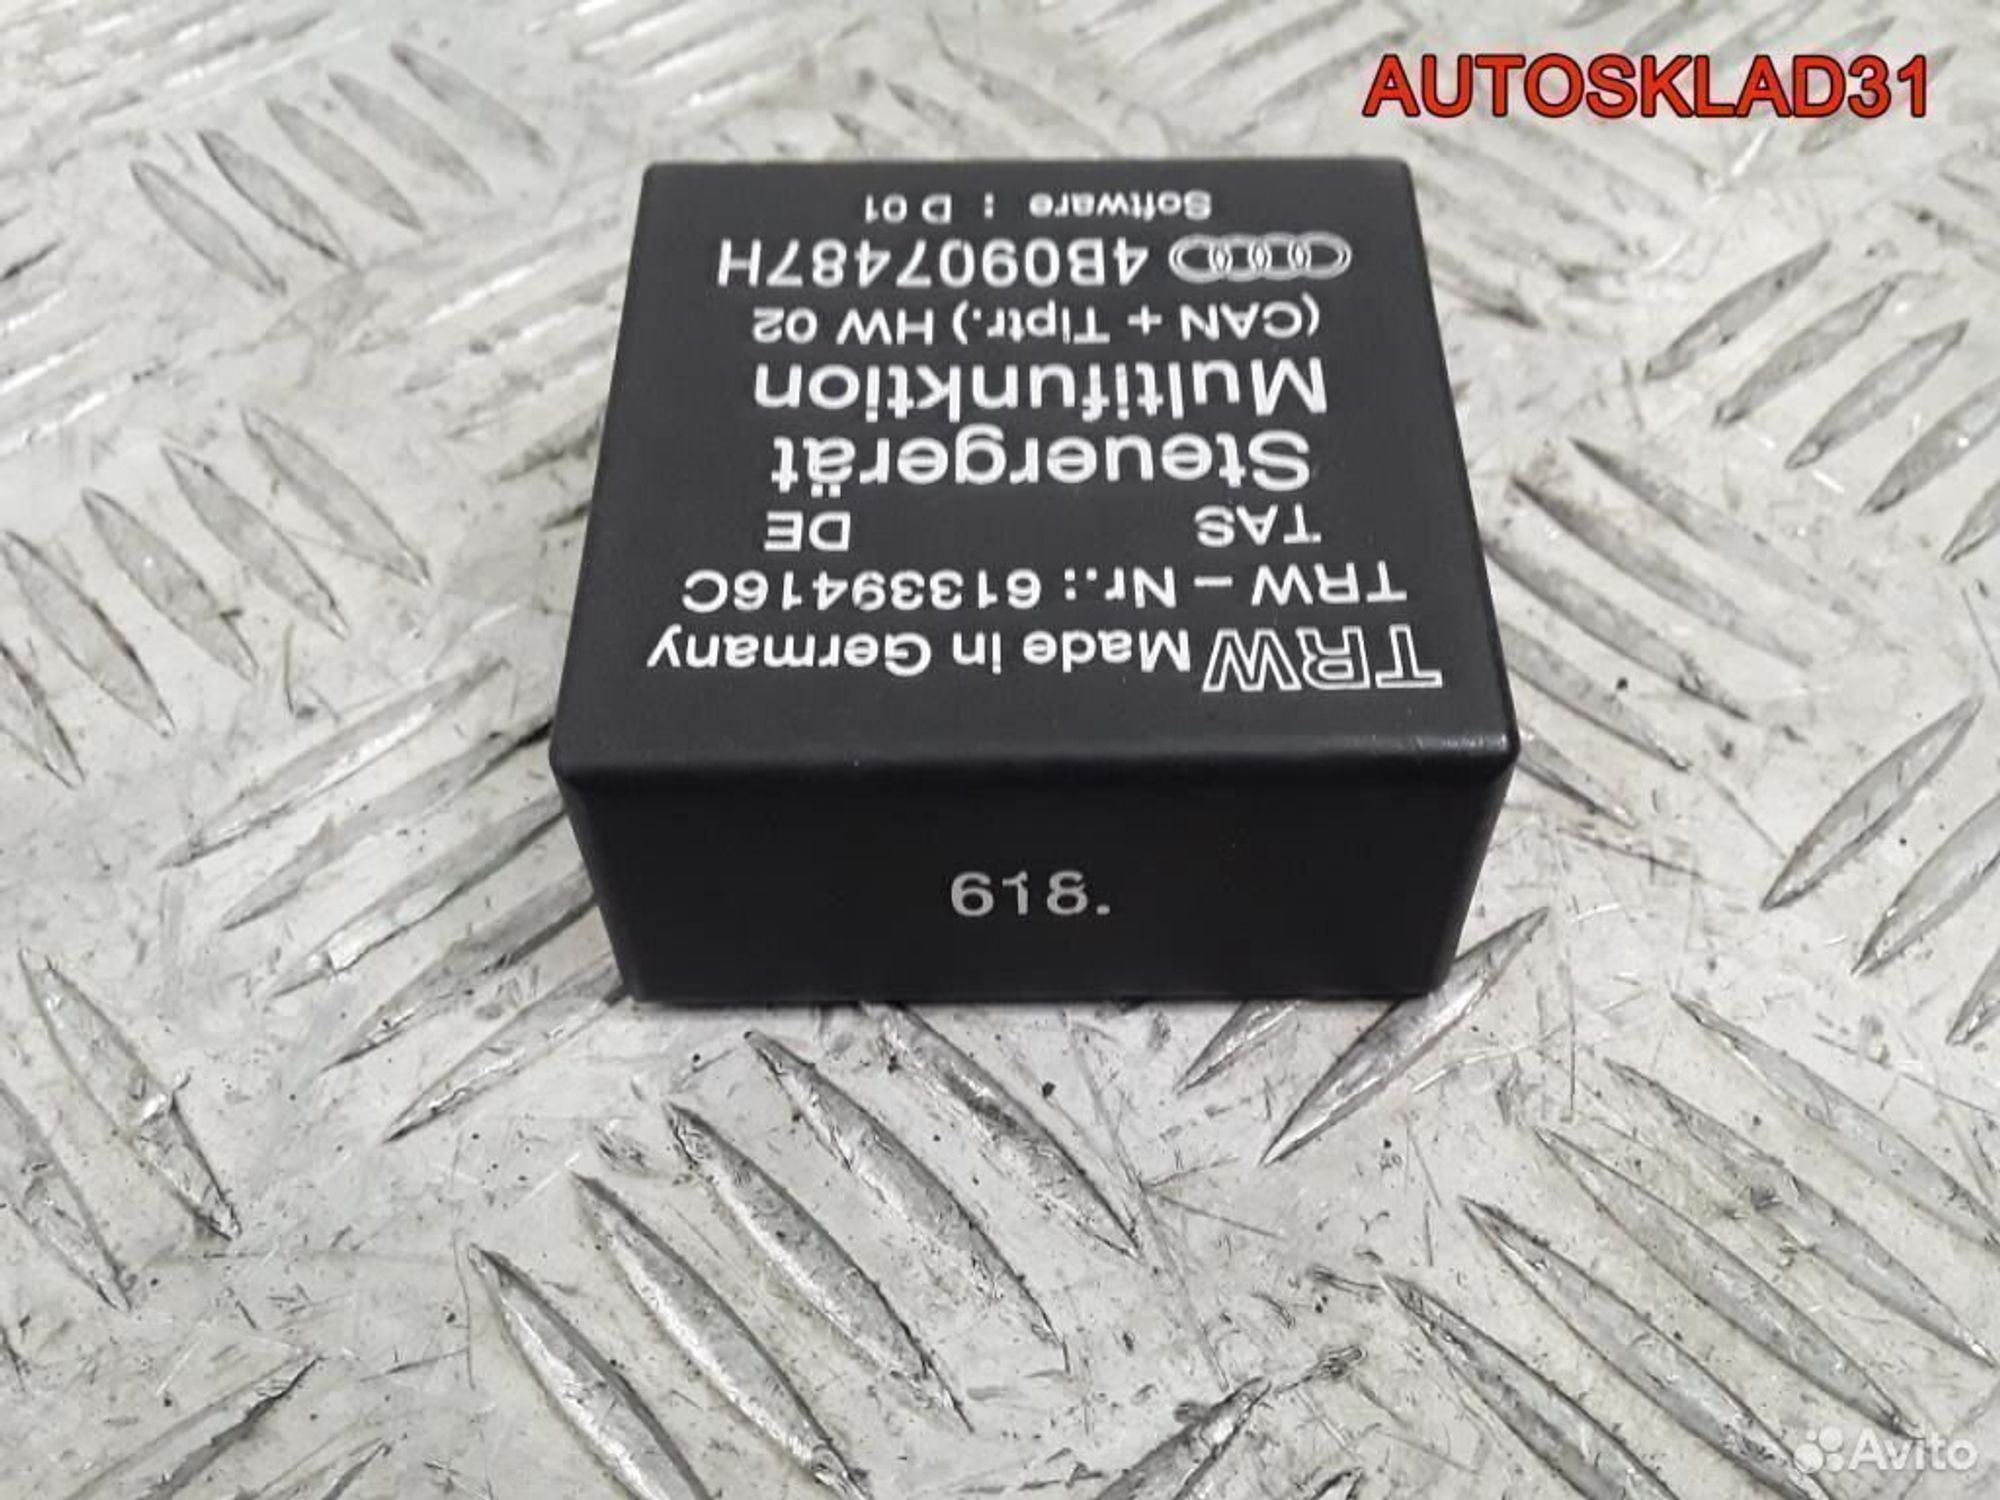 AUTOSKLAD31
TRW Made in Germany
TRW – Nr.: 61339416C
TAS DE
Steuergerät
Multifunktion
(CAN + Tiptr.) HW 02
4B0907487H
Software : D 01
618.
Avito